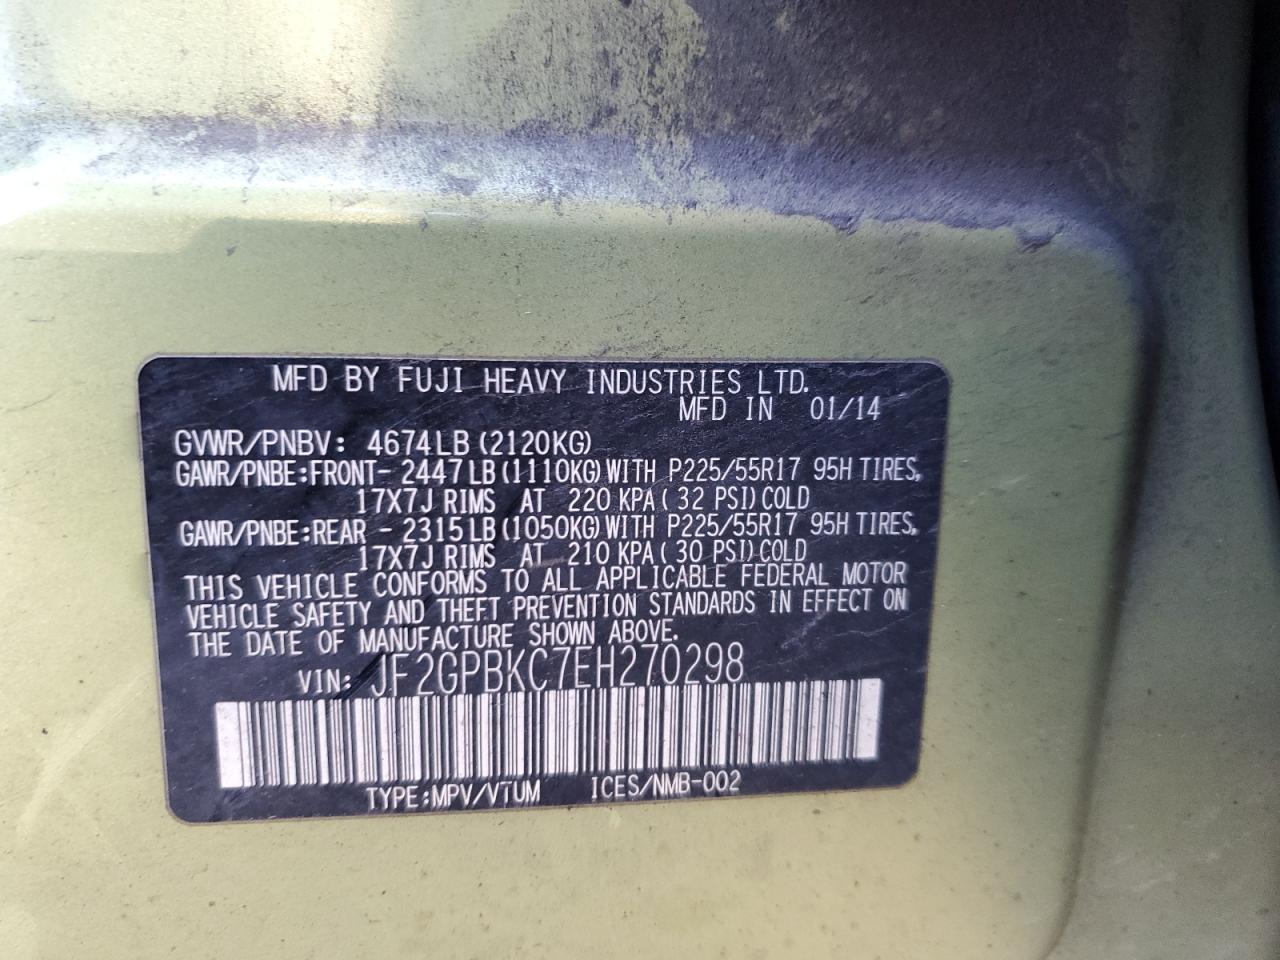 MFD BY FUJI HEAVY INDUSTRIES LTD.
MFD IN 01/14
GVWR/PNBV: 4674LB (2120KG)
GAWR/PNBE:FRONT- 2447LB (1110KG) WITH P225/55R17 95H TIRES,
17X7J RIMS AT 220 KPA ( 32 PSI) COLD
GAWR/PNBE:REAR - 2315LB (1050KG) WITH P225/55R17 95H TIRES,
17X7J RIMS AT 210 KPA ( 30 PSI) COLD
THIS VEHICLE CONFORMS TO ALL APPLICABLE FEDERAL MOTOR
VEHICLE SAFETY AND THEFT PREVENTION STANDARDS IN EFFECT ON
THE DATE OF MANUFACTURE SHOWN ABOVE.
VIN: JF2GPBKC7EH270298
TYPE:MPV/VTUM ICES/NMB-002